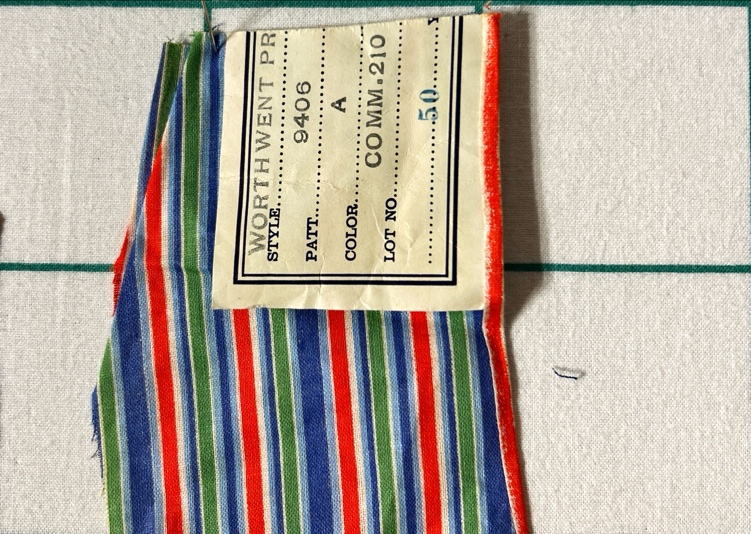 WORTHWENT PR
STYLE
PATT. 9406
COLOR. A
LOT NO. COMM.210
50